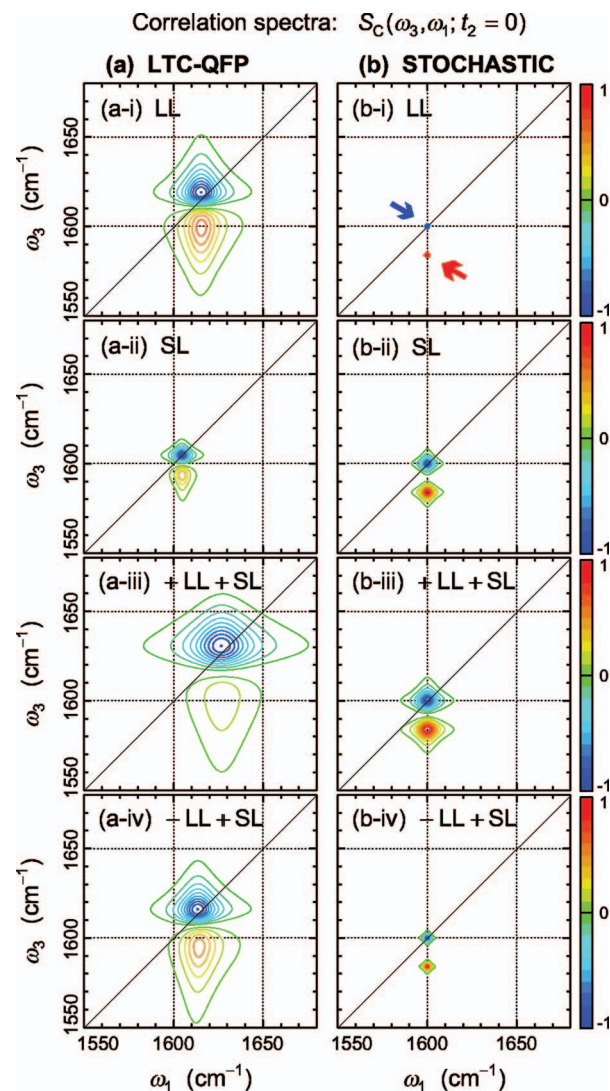 Correlation spectra: S_C(ω₃,ω₁; t₂ = 0)
(a) LTC-QFP (b) STOCHASTIC
(a-i) LL
(b-i) LL
ω₃ (cm⁻¹)
1650
1600
1550
1
0
-1
(a-ii) SL
(b-ii) SL
ω₃ (cm⁻¹)
1650
1600
1550
1
0
-1
(a-iii) +LL+SL
(b-iii) +LL+SL
ω₃ (cm⁻¹)
1650
1600
1550
1
0
-1
(a-iv) −LL+SL
(b-iv) −LL+SL
ω₃ (cm⁻¹)
1650
1600
1550
1
0
-1
1550 1600 1650 1550 1600 1650
ω₁ (cm⁻¹) ω₁ (cm⁻¹)